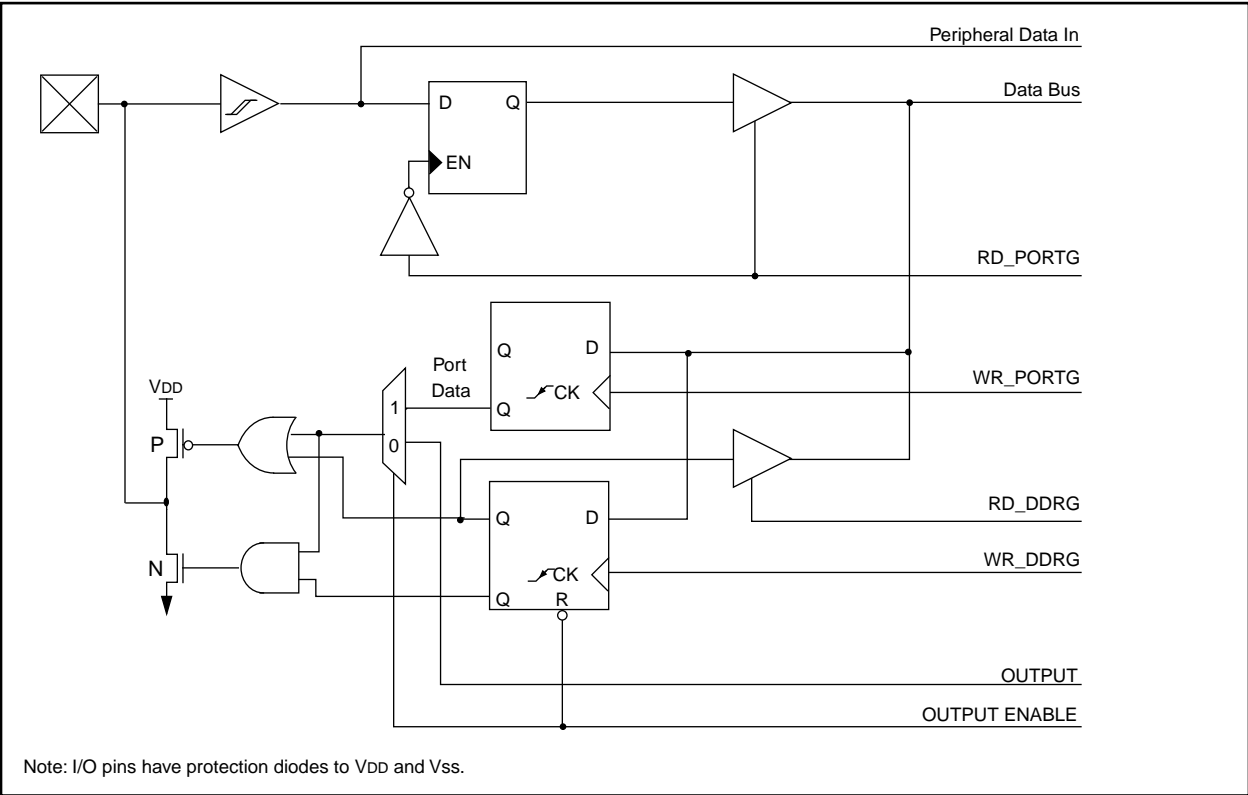 Peripheral Data In
Data Bus
D
Q
EN
RD_PORTG
Q
D
Port
Data
CK
WR_PORTG
Q
VDD
1
P
0
RD_DDRG
Q
D
N
CK
WR_DDRG
Q
R
OUTPUT
OUTPUT ENABLE
Note: I/O pins have protection diodes to VDD and Vss.